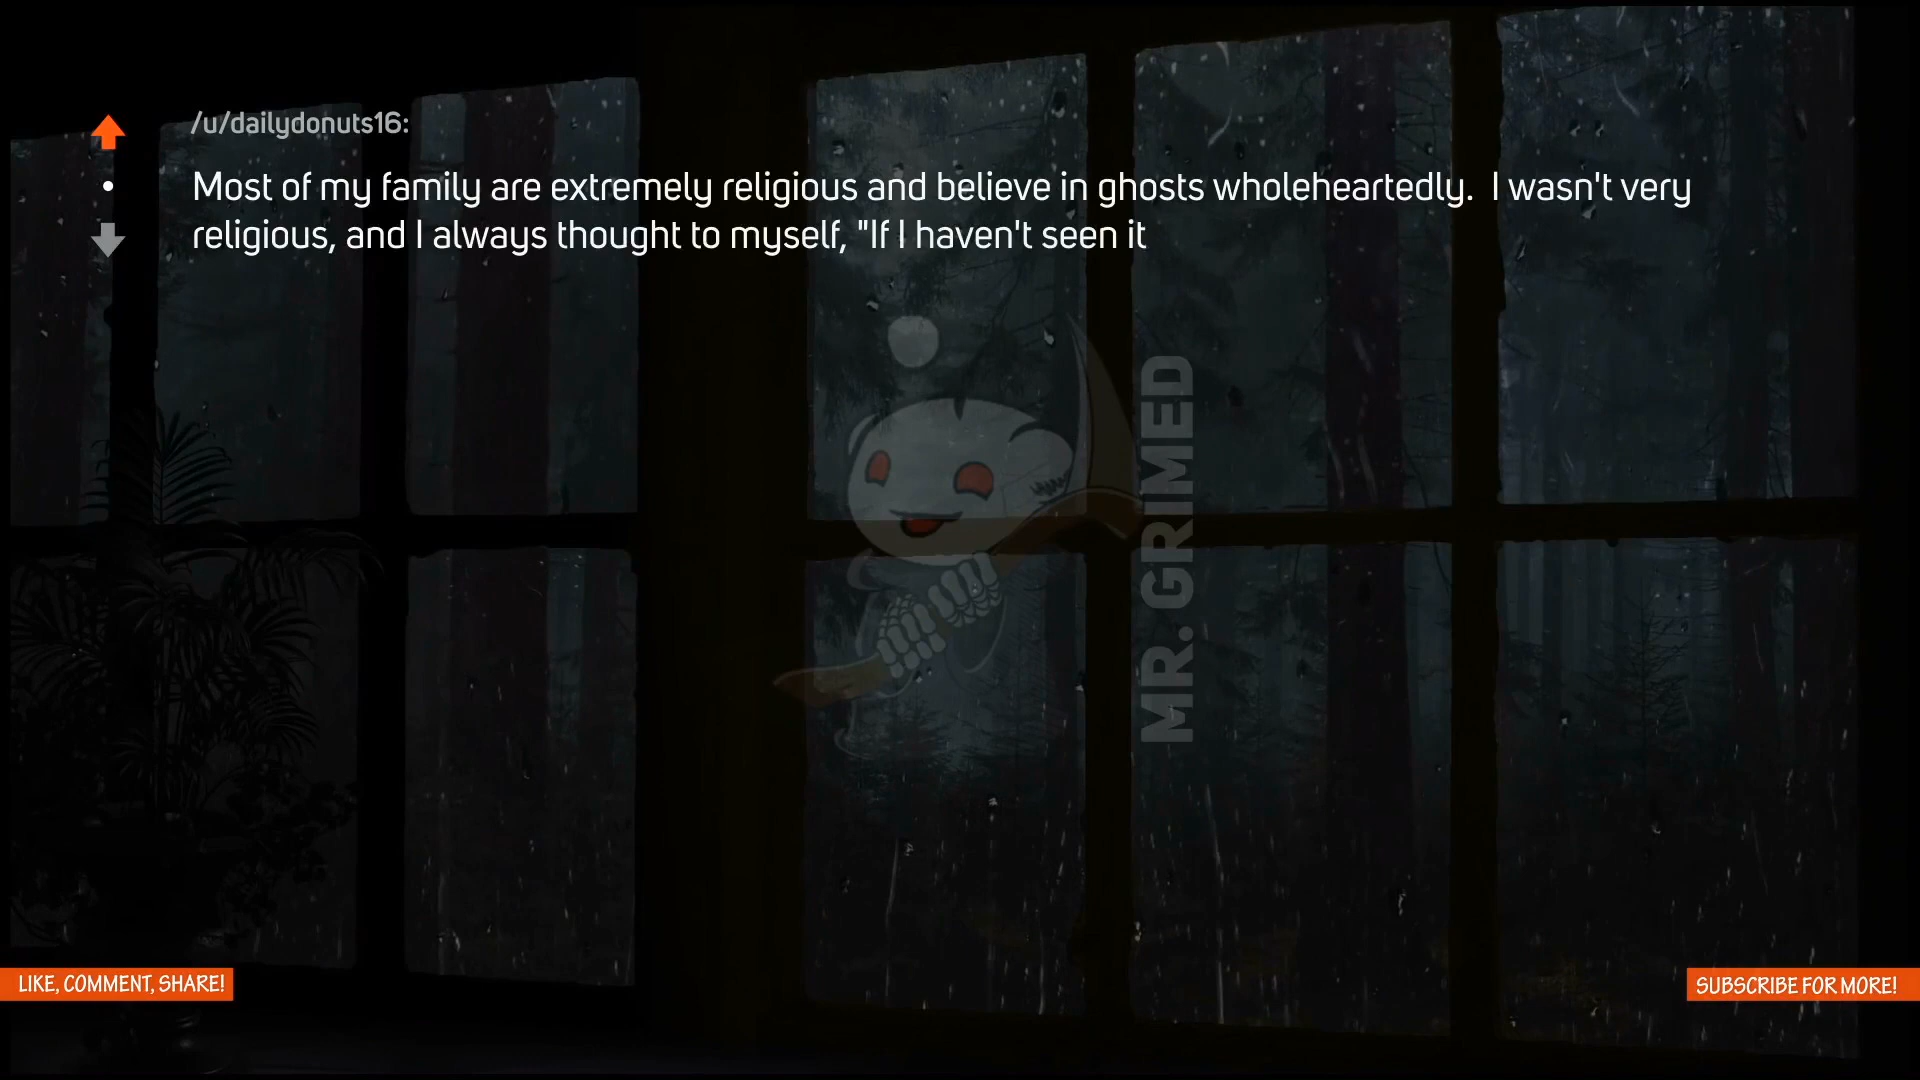 /u/dailydonuts16:
Most of my family are extremely religious and believe in ghosts wholeheartedly.  I wasn't very
religious, and I always thought to myself, "If I haven't seen it
MR. GRIMED
LIKE, COMMENT, SHARE!
SUBSCRIBE FOR MORE!